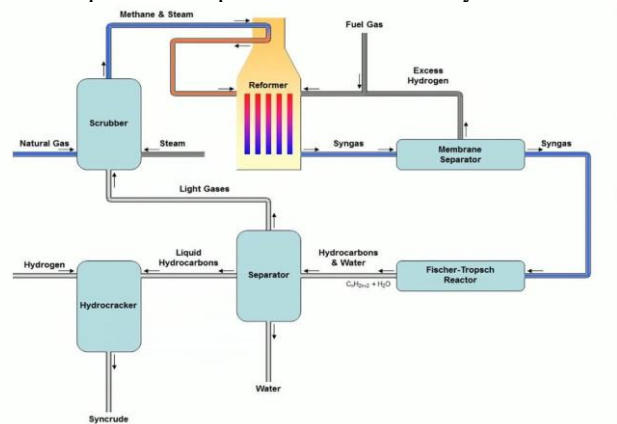 Methane & Steam
Fuel Gas
Reformer
Excess
Hydrogen
Scrubber
Natural Gas
Steam
Syngas
Membrane
Separator
Syngas
Light Gases
Hydrogen
Liquid
Hydrocarbons
Separator
Hydrocarbons
& Water
CnH2n+2 + H2O
Fischer-Tropsch
Reactor
Hydrocracker
Water
Syncrude